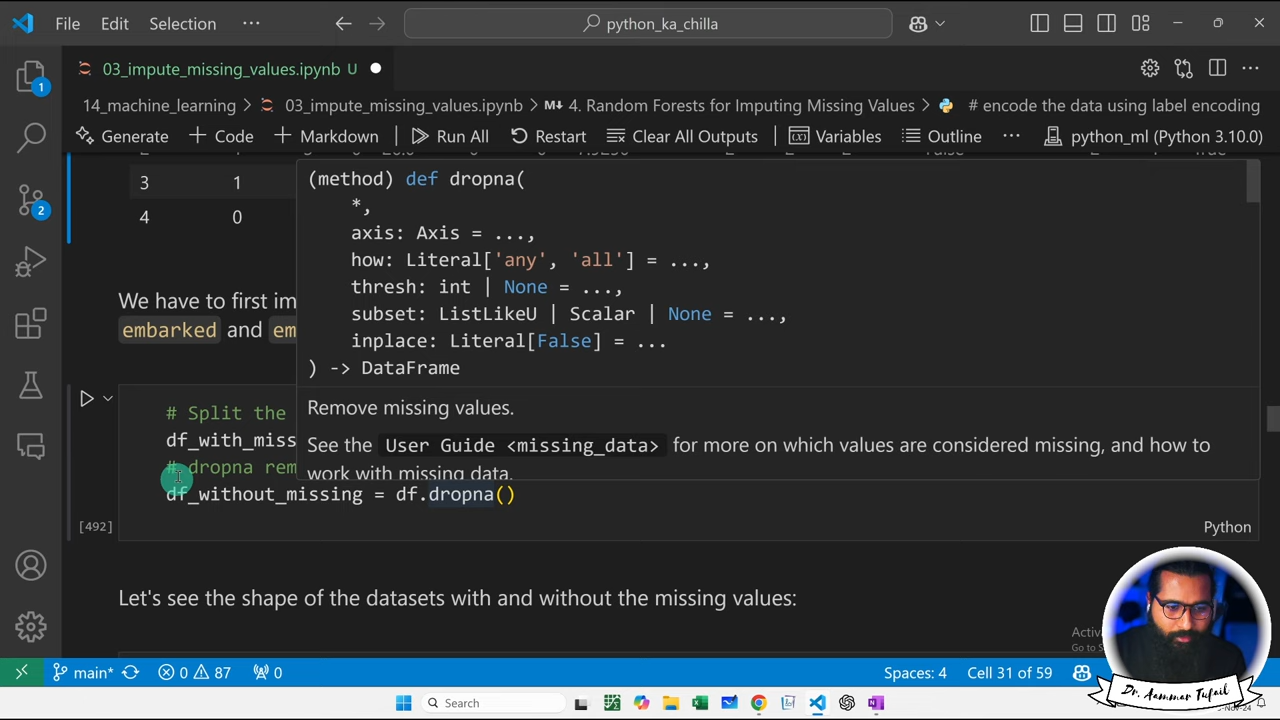 File Edit Selection ··· python_ka_chilla
03_impute_missing_values.ipynb U
14_machine_learning > 03_impute_missing_values.ipynb > M↓ 4. Random Forests for Imputing Missing Values > # encode the data using label encoding
Generate + Code + Markdown Run All Restart Clear All Outputs Variables Outline ··· python_ml (Python 3.10.0)
3 1
4 0
(method) def dropna(
*,
axis: Axis = ...,
how: Literal['any', 'all'] = ...,
thresh: int | None = ...,
subset: ListLikeU | Scalar | None = ...,
inplace: Literal[False] = ...
) -> DataFrame
Remove missing values.
See the User Guide <missing_data> for more on which values are considered missing, and how to
work with missing data.
We have to first im
embarked and em
# Split the
df_with_miss
# dropna rem
df_without_missing = df.dropna()
[492]
Python
Let's see the shape of the datasets with and without the missing values:
main* 0 87 0 Spaces: 4 Cell 31 of 59
Search
Dr. Aammar Tufail